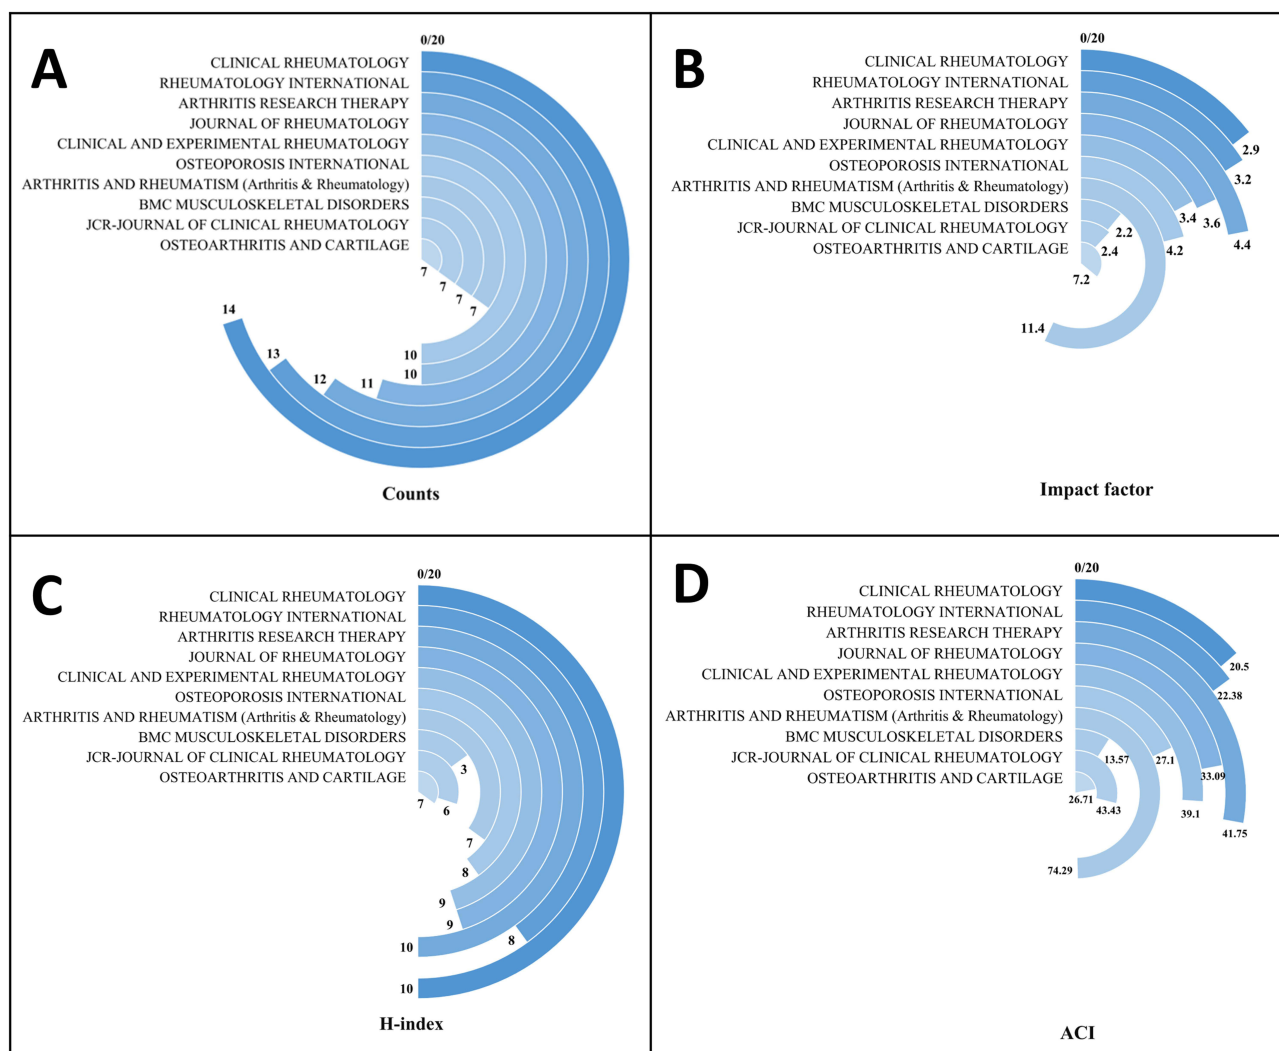 A
0/20
CLINICAL RHEUMATOLOGY
RHEUMATOLOGY INTERNATIONAL
ARTHRITIS RESEARCH THERAPY
JOURNAL OF RHEUMATOLOGY
CLINICAL AND EXPERIMENTAL RHEUMATOLOGY
OSTEOPOROSIS INTERNATIONAL
ARTHRITIS AND RHEUMATISM (Arthritis & Rheumatology)
BMC MUSCULOSKELETAL DISORDERS
JCR-JOURNAL OF CLINICAL RHEUMATOLOGY
OSTEOARTHRITIS AND CARTILAGE
7
7
7
7
14
13
12
11
10
10
Counts
B
0/20
CLINICAL RHEUMATOLOGY
RHEUMATOLOGY INTERNATIONAL
ARTHRITIS RESEARCH THERAPY
JOURNAL OF RHEUMATOLOGY
CLINICAL AND EXPERIMENTAL RHEUMATOLOGY
OSTEOPOROSIS INTERNATIONAL
ARTHRITIS AND RHEUMATISM (Arthritis & Rheumatology)
BMC MUSCULOSKELETAL DISORDERS
JCR-JOURNAL OF CLINICAL RHEUMATOLOGY
OSTEOARTHRITIS AND CARTILAGE
2.9
3.2
3.4
3.6
2.2
4.4
2.4
4.2
7.2
11.4
Impact factor
C
0/20
CLINICAL RHEUMATOLOGY
RHEUMATOLOGY INTERNATIONAL
ARTHRITIS RESEARCH THERAPY
JOURNAL OF RHEUMATOLOGY
CLINICAL AND EXPERIMENTAL RHEUMATOLOGY
OSTEOPOROSIS INTERNATIONAL
ARTHRITIS AND RHEUMATISM (Arthritis & Rheumatology)
BMC MUSCULOSKELETAL DISORDERS
JCR-JOURNAL OF CLINICAL RHEUMATOLOGY
OSTEOARTHRITIS AND CARTILAGE
3
7
6
7
8
9
9
8
10
10
H-index
D
0/20
CLINICAL RHEUMATOLOGY
RHEUMATOLOGY INTERNATIONAL
ARTHRITIS RESEARCH THERAPY
JOURNAL OF RHEUMATOLOGY
CLINICAL AND EXPERIMENTAL RHEUMATOLOGY
OSTEOPOROSIS INTERNATIONAL
ARTHRITIS AND RHEUMATISM (Arthritis & Rheumatology)
BMC MUSCULOSKELETAL DISORDERS
JCR-JOURNAL OF CLINICAL RHEUMATOLOGY
OSTEOARTHRITIS AND CARTILAGE
20.5
22.38
13.57
27.1
33.09
26.71
43.43
39.1
41.75
74.29
ACI